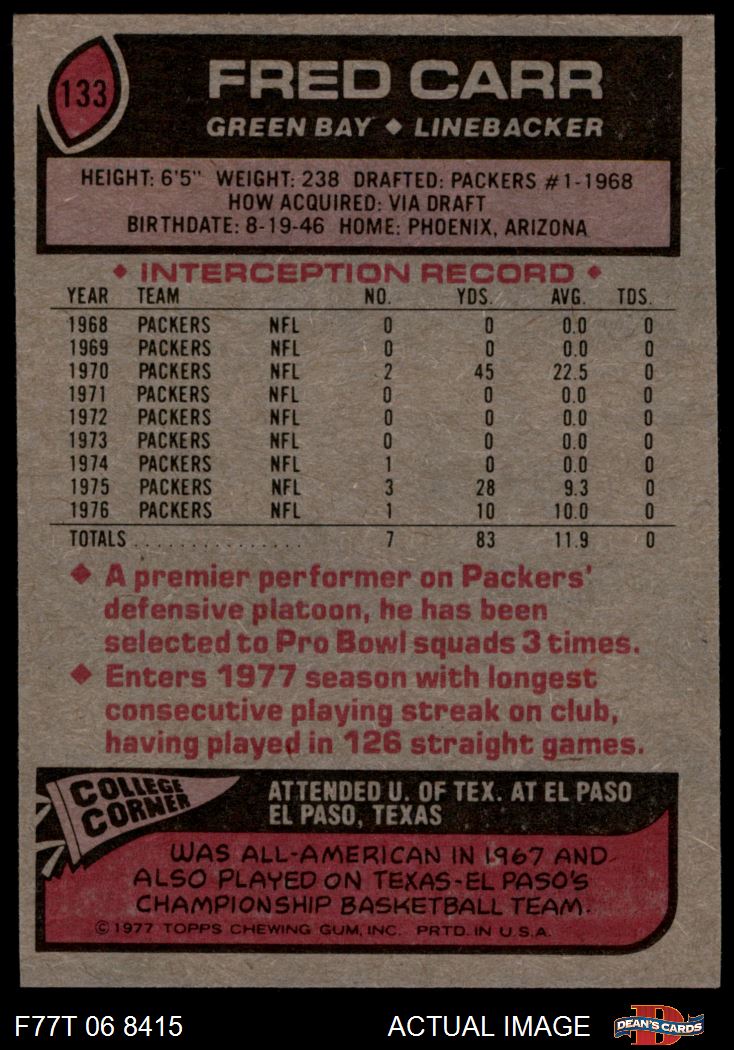 133
FRED CARR
GREEN BAY ◆ LINEBACKER
HEIGHT: 6'5" WEIGHT: 238 DRAFTED: PACKERS #1-1968
HOW ACQUIRED: VIA DRAFT
BIRTHDATE: 8-19-46 HOME: PHOENIX, ARIZONA
◆ INTERCEPTION RECORD ◆
YEAR TEAM NO. YDS. AVG. TDS.
1968 PACKERS NFL 0 0 0.0 0
1969 PACKERS NFL 0 0 0.0 0
1970 PACKERS NFL 2 45 22.5 0
1971 PACKERS NFL 0 0 0.0 0
1972 PACKERS NFL 0 0 0.0 0
1973 PACKERS NFL 0 0 0.0 0
1974 PACKERS NFL 1 0 0.0 0
1975 PACKERS NFL 3 28 9.3 0
1976 PACKERS NFL 1 10 10.0 0
TOTALS................ 7 83 11.9 0
◆ A premier performer on Packers'
defensive platoon, he has been
selected to Pro Bowl squads 3 times.
◆ Enters 1977 season with longest
consecutive playing streak on club,
having played in 126 straight games.
COLLEGE
CORNER
ATTENDED U. OF TEX. AT EL PASO
EL PASO, TEXAS
WAS ALL-AMERICAN IN 1967 AND
ALSO PLAYED ON TEXAS-EL PASO'S
CHAMPIONSHIP BASKETBALL TEAM.
© 1977 TOPPS CHEWING GUM, INC. PRTD. IN U.S.A.
F77T 06 8415 ACTUAL IMAGE
D
DEAN'S CARDS